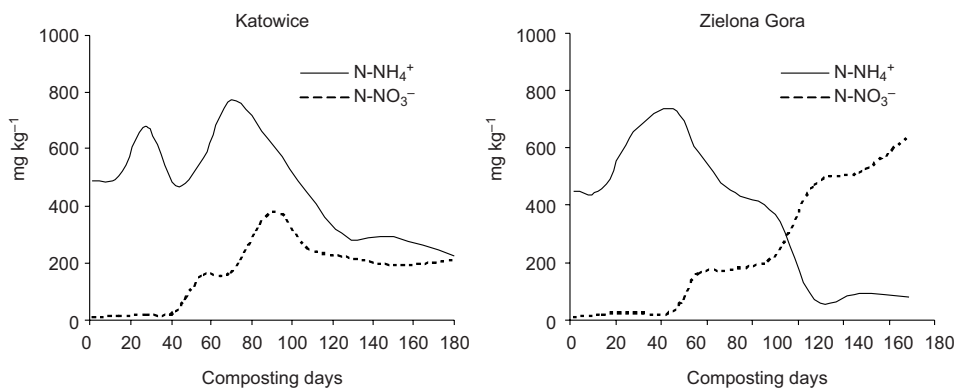 Katowice
1000
800
600
400
200
0
mg kg⁻¹
N-NH₄⁺
N-NO₃⁻
0 20 40 60 80 100 120 140 160 180
Composting days
Zielona Gora
1000
800
600
400
200
0
mg kg⁻¹
N-NH₄⁺
N-NO₃⁻
0 20 40 60 80 100 120 140 160 180
Composting days